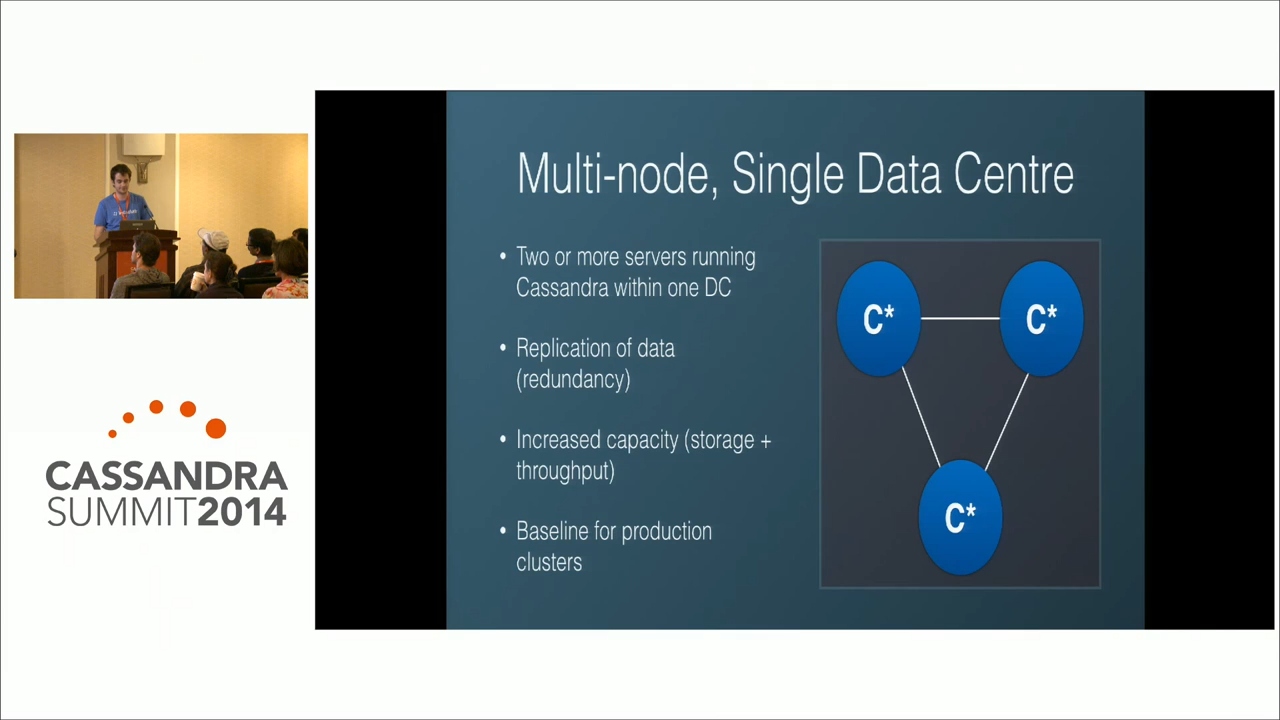 Multi-node, Single Data Centre
• Two or more servers running
Cassandra within one DC
• Replication of data
(redundancy)
• Increased capacity (storage +
throughput)
• Baseline for production
clusters
C*
C*
C*
CASSANDRA
SUMMIT2014